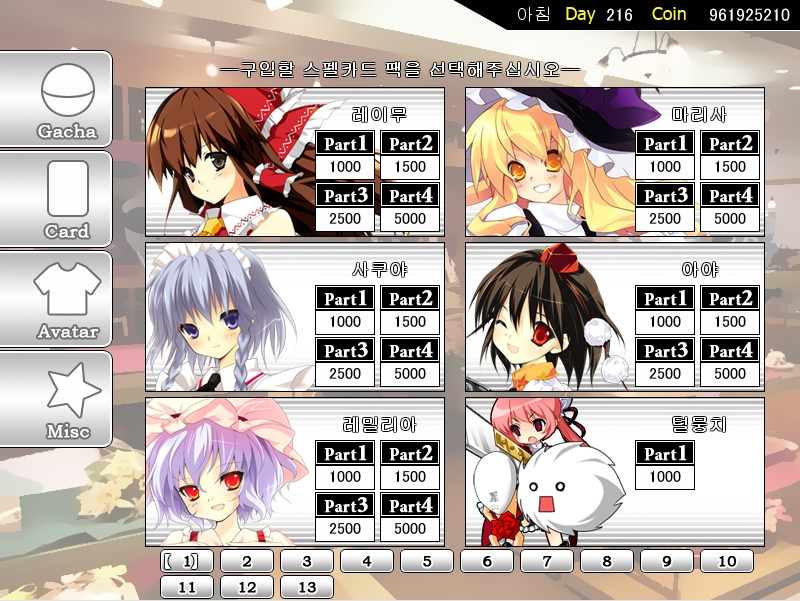 아침 Day 216 Coin 961925210
―구입할 스펠카드 팩을 선택해주십시오―
Gacha
Card
Avatar
Misc
레이무
Part1 Part2
1000 1500
Part3 Part4
2500 5000
마리사
Part1 Part2
1000 1500
Part3 Part4
2500 5000
사쿠야
Part1 Part2
1000 1500
Part3 Part4
2500 5000
아야
Part1 Part2
1000 1500
Part3 Part4
2500 5000
레밀리아
Part1 Part2
1000 1500
Part3 Part4
2500 5000
털뭉치
Part1
1000
[ 1] 2 3 4 5 6 7 8 9 10
11 12 13